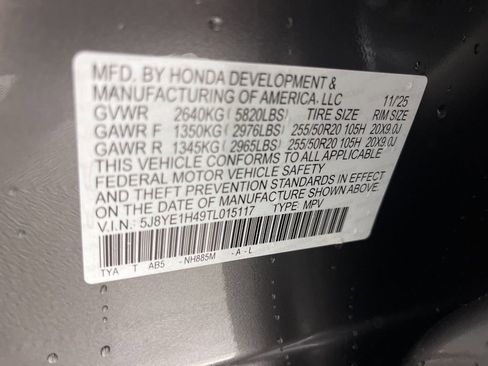 MFD. BY HONDA DEVELOPMENT &
MANUFACTURING OF AMERICA, LLC 11/25
GVWR 2640KG( 5820LBS) TIRE SIZE RIM SIZE
GAWR F 1350KG( 2976LBS) 255/50R20 105H 20X9.0J
GAWR R 1345KG( 2965LBS) 255/50R20 105H 20X9.0J
THIS VEHICLE CONFORMS TO ALL APPLICABLE
FEDERAL MOTOR VEHICLE SAFETY
AND THEFT PREVENTION STANDARDS IN EFFECT
ON THE DATE OF MANUFACTURE SHOWN ABOVE.
V.I.N. 5J8YE1H49TL015117 TYPE: MPV
TYA T AB5 - NH885M - A - L